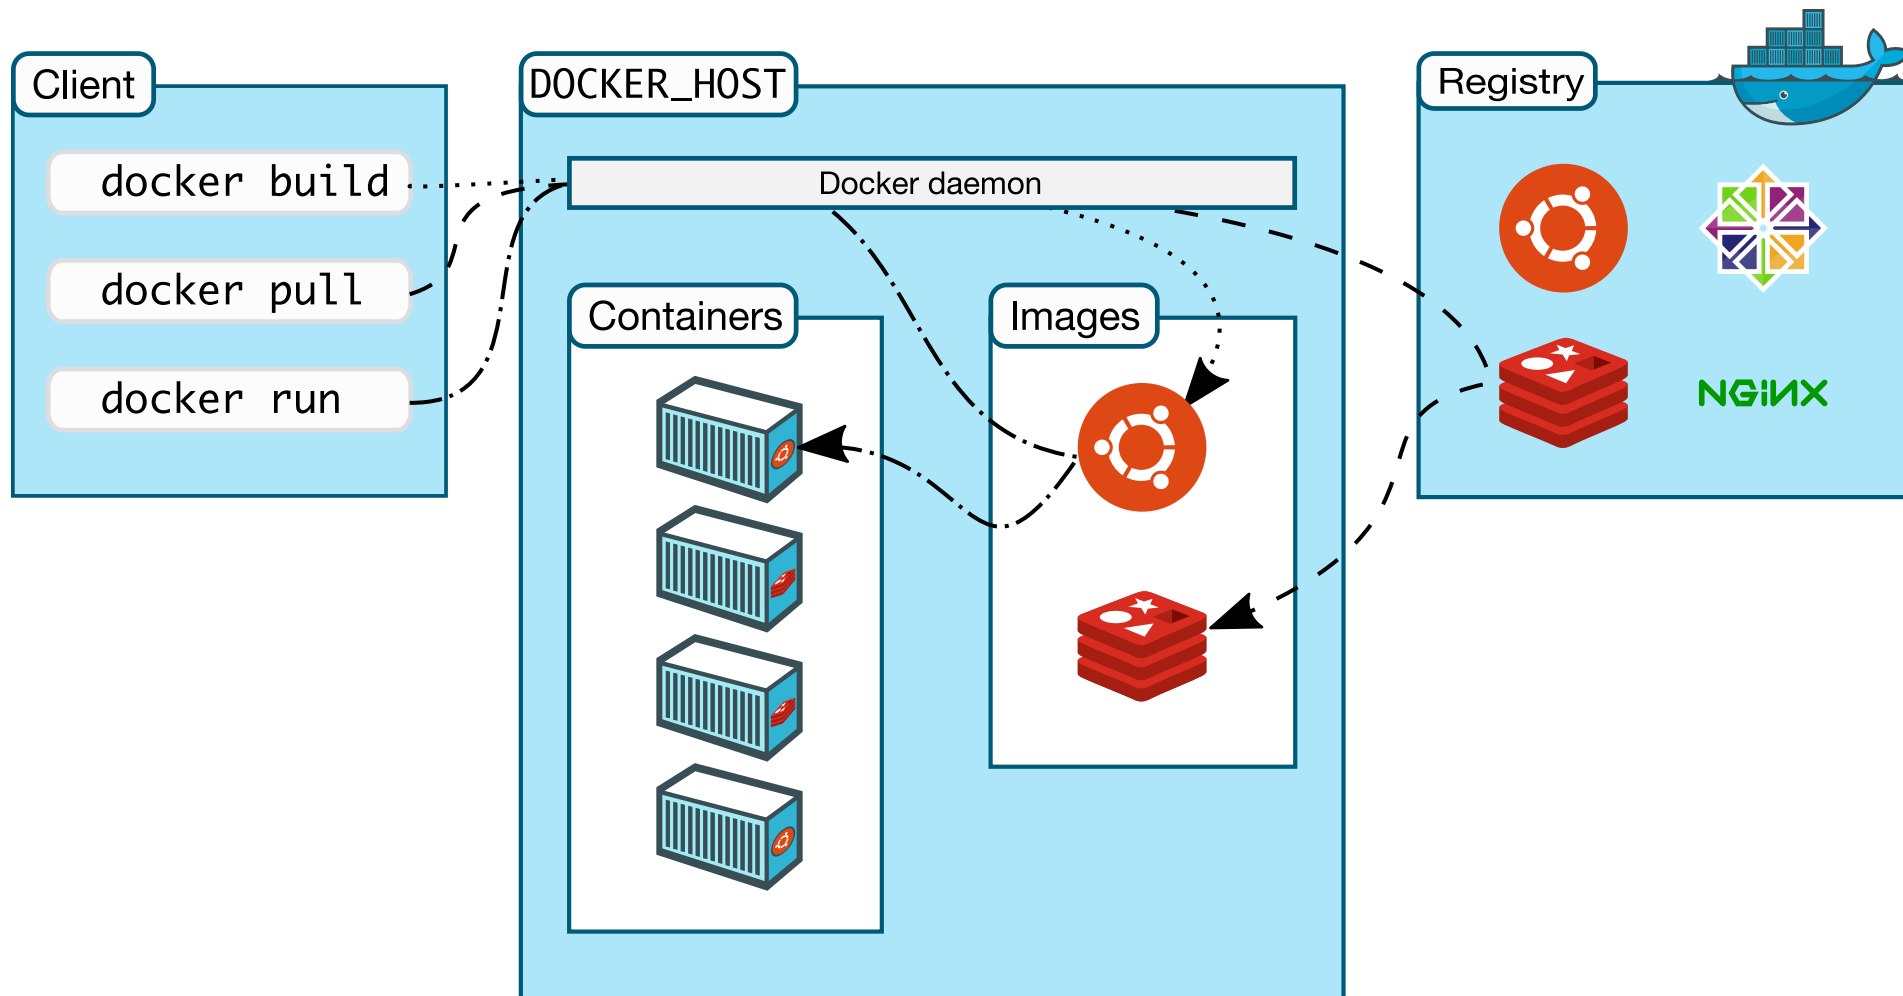 Client
docker build
docker pull
docker run
DOCKER_HOST
Docker daemon
Containers
Images
Registry
NGINX